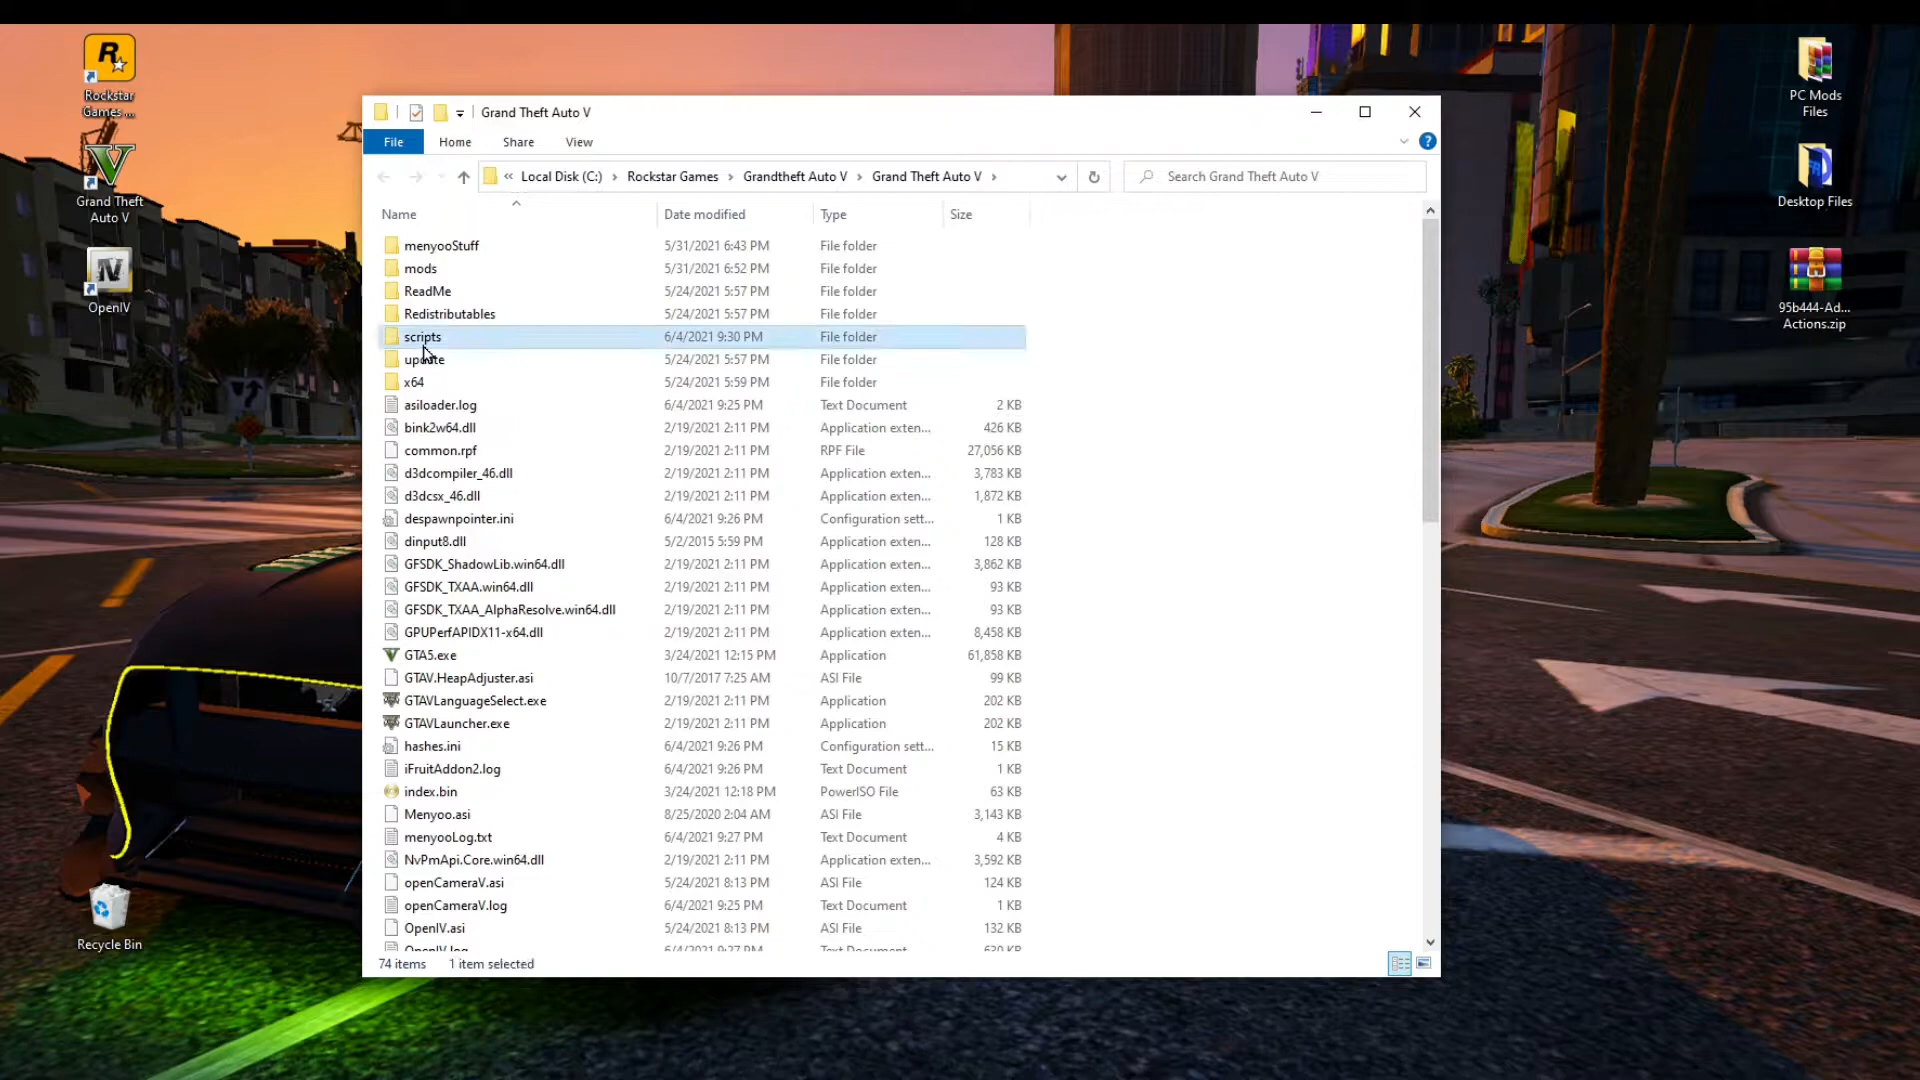 Rockstar
Games ...
Grand Theft
Auto V
OpenIV
Recycle Bin
PC Mods
Files
Desktop Files
95b444-Ad...
Actions.zip
Grand Theft Auto V
File Home Share View
« Local Disk (C:) › Rockstar Games › Grandtheft Auto V › Grand Theft Auto V ›
Search Grand Theft Auto V
Name Date modified Type Size
menyooStuff 5/31/2021 6:43 PM File folder
mods 5/31/2021 6:52 PM File folder
ReadMe 5/24/2021 5:57 PM File folder
Redistributables 5/24/2021 5:57 PM File folder
scripts 6/4/2021 9:30 PM File folder
update 5/24/2021 5:57 PM File folder
x64 5/24/2021 5:59 PM File folder
asiloader.log 6/4/2021 9:25 PM Text Document 2 KB
bink2w64.dll 2/19/2021 2:11 PM Application exten... 426 KB
common.rpf 2/19/2021 2:11 PM RPF File 27,056 KB
d3dcompiler_46.dll 2/19/2021 2:11 PM Application exten... 3,783 KB
d3dcsx_46.dll 2/19/2021 2:11 PM Application exten... 1,872 KB
despawnpointer.ini 6/4/2021 9:26 PM Configuration sett... 1 KB
dinput8.dll 5/2/2015 5:59 PM Application exten... 128 KB
GFSDK_ShadowLib.win64.dll 2/19/2021 2:11 PM Application exten... 3,862 KB
GFSDK_TXAA.win64.dll 2/19/2021 2:11 PM Application exten... 93 KB
GFSDK_TXAA_AlphaResolve.win64.dll 2/19/2021 2:11 PM Application exten... 93 KB
GPUPerfAPIDX11-x64.dll 2/19/2021 2:11 PM Application exten... 8,458 KB
GTA5.exe 3/24/2021 12:15 PM Application 61,858 KB
GTAV.HeapAdjuster.asi 10/7/2017 7:25 AM ASI File 99 KB
GTAVLanguageSelect.exe 2/19/2021 2:11 PM Application 202 KB
GTAVLauncher.exe 2/19/2021 2:11 PM Application 202 KB
hashes.ini 6/4/2021 9:26 PM Configuration sett... 15 KB
iFruitAddon2.log 6/4/2021 9:26 PM Text Document 1 KB
index.bin 3/24/2021 12:18 PM PowerISO File 63 KB
Menyoo.asi 8/25/2020 2:04 AM ASI File 3,143 KB
menyooLog.txt 6/4/2021 9:27 PM Text Document 4 KB
NvPmApi.Core.win64.dll 2/19/2021 2:11 PM Application exten... 3,592 KB
openCameraV.asi 5/24/2021 8:13 PM ASI File 124 KB
openCameraV.log 6/4/2021 9:25 PM Text Document 1 KB
OpenIV.asi 5/24/2021 8:13 PM ASI File 132 KB
OpenIV.log 6/4/2021 9:27 PM Text Document 630 KB
74 items 1 item selected